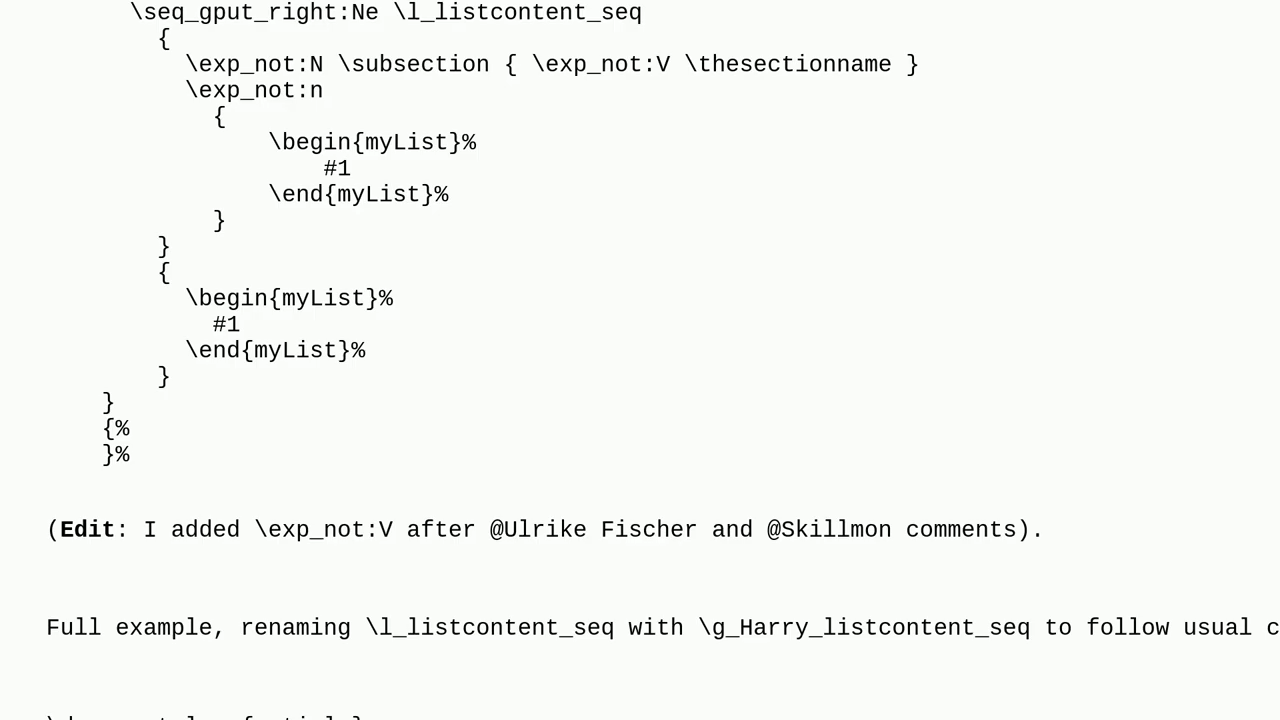 \seq_gput_right:Ne \l_listcontent_seq
{
\exp_not:N \subsection { \exp_not:V \thesectionname }
\exp_not:n
{
\begin{myList}%
#1
\end{myList}%
}
}
{
\begin{myList}%
#1
\end{myList}%
}
}
{%
}%
(Edit: I added \exp_not:V after @Ulrike Fischer and @Skillmon comments).
Full example, renaming \l_listcontent_seq with \g_Harry_listcontent_seq to follow usual